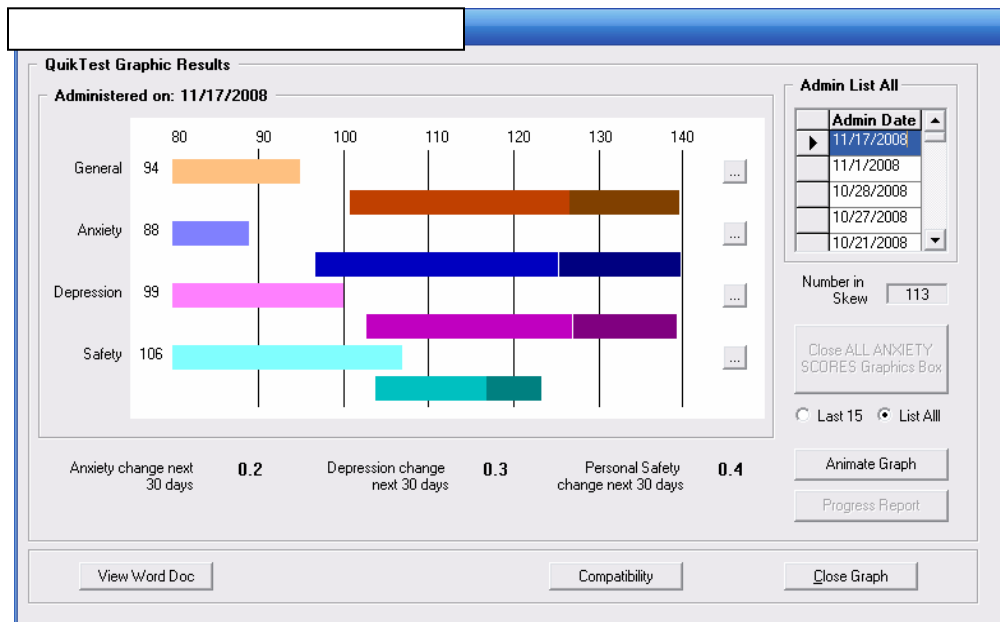 QuikTest Graphic Results
Administered on: 11/17/2008
80 90 100 110 120 130 140
General 94
...
Anxiety 88
...
Depression 99
...
Safety 106
...
Anxiety change next
30 days
0.2
Depression change
next 30 days
0.3
Personal Safety
change next 30 days
0.4
Admin List All
Admin Date
11/17/2008
11/1/2008
10/28/2008
10/27/2008
10/21/2008
Number in
Skew
113
Close ALL ANXIETY
SCORES Graphics Box
Last 15 List Alll
Animate Graph
Progress Report
View Word Doc
Compatibility
Close Graph